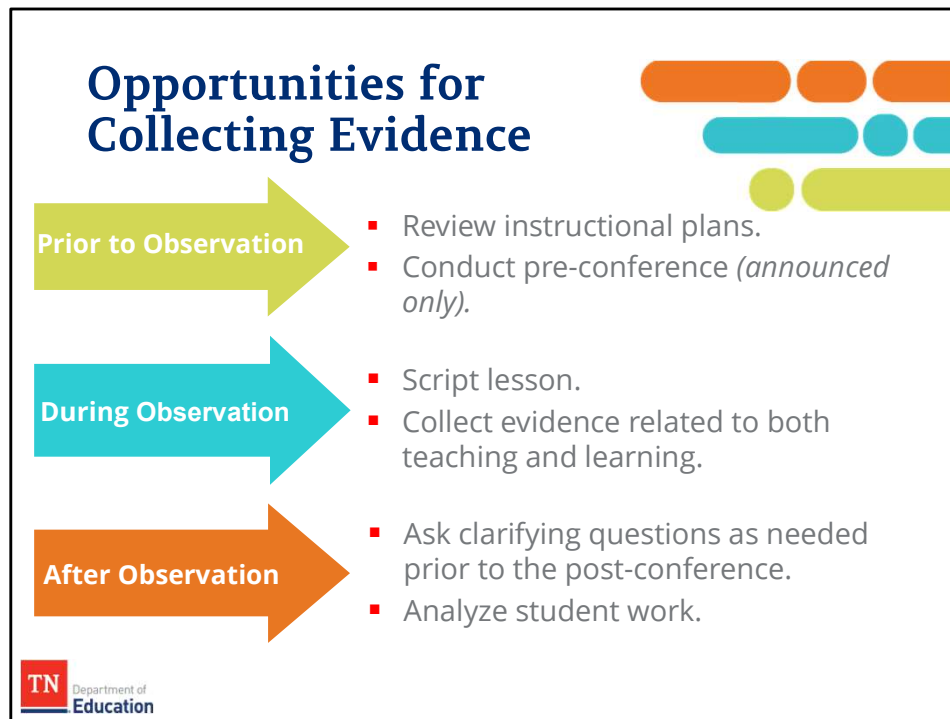 Opportunities for
Collecting Evidence
Prior to Observation
▪ Review instructional plans.
▪ Conduct pre-conference (announced
only).
During Observation
▪ Script lesson.
▪ Collect evidence related to both
teaching and learning.
After Observation
▪ Ask clarifying questions as needed
prior to the post-conference.
▪ Analyze student work.
TN
Department of
Education